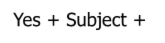 Yes + Subject +